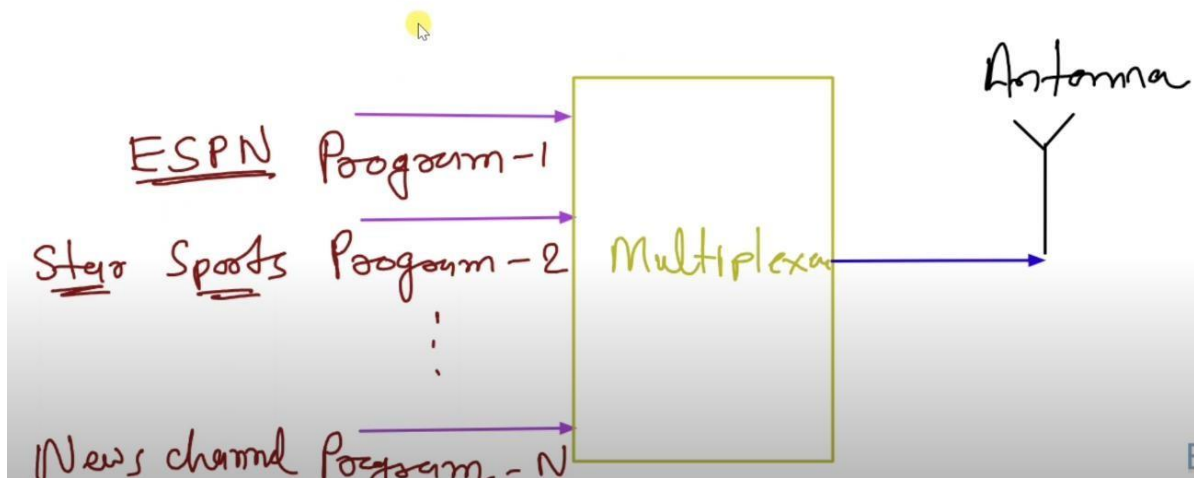 Antenna
ESPN Program-1
Star Sports Program-2
Multiplexer
News channel Program-N